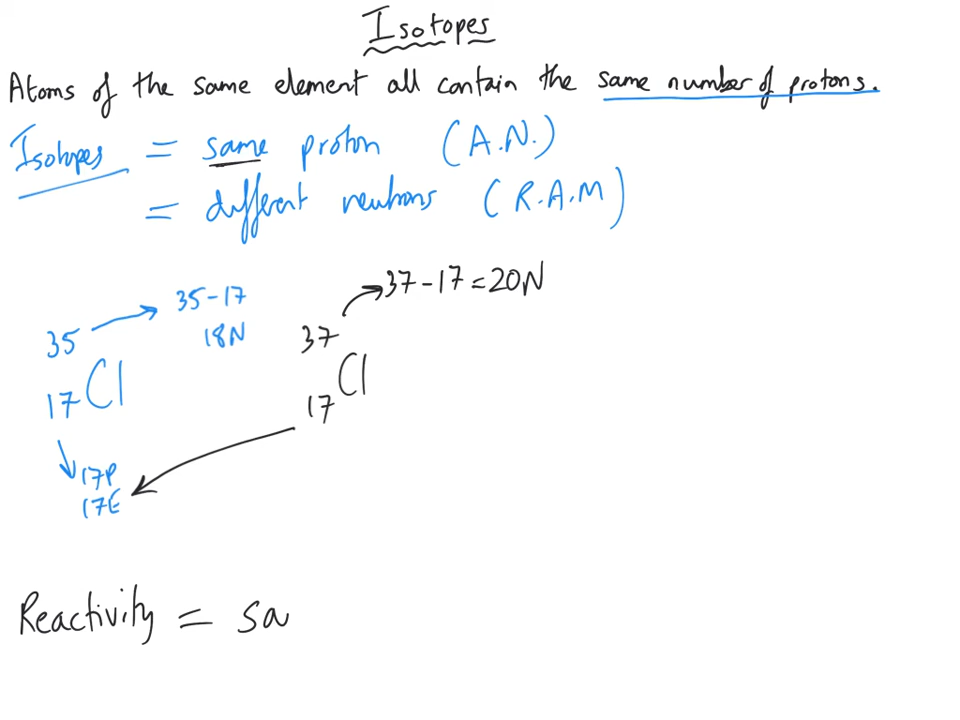 Isotopes
Atoms of the same element all contain the same number of protons.
Isotopes = same proton (A.N.)
= different neutrons (R.A.M)
37-17=20N
35-17
18N
35
17 Cl
37
17 Cl
17P
17E
Reactivity = sa